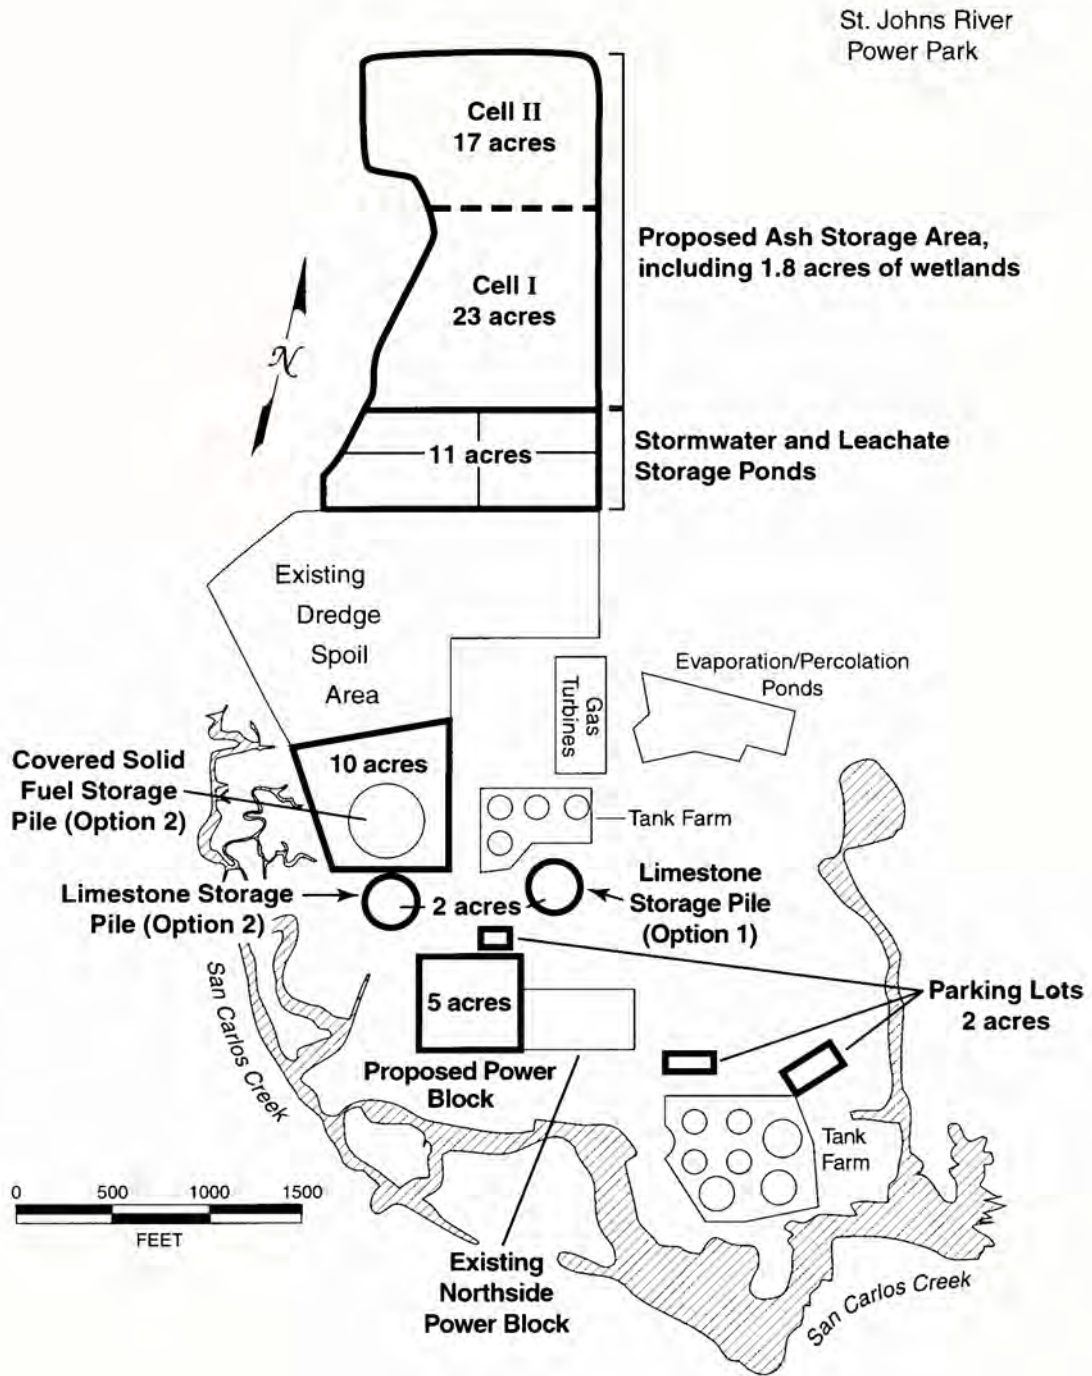 St. Johns River
Power Park
Cell II
17 acres
Proposed Ash Storage Area,
including 1.8 acres of wetlands
Cell I
23 acres
N
11 acres
Stormwater and Leachate
Storage Ponds
Existing
Dredge
Spoil
Area
Gas
Turbines
Evaporation/Percolation
Ponds
Covered Solid
Fuel Storage
Pile (Option 2)
10 acres
Tank Farm
Limestone Storage
Pile (Option 2)
2 acres
Limestone
Storage Pile
(Option 1)
San Carlos Creek
5 acres
Parking Lots
2 acres
Proposed Power
Block
Tank
Farm
0 500 1000 1500
FEET
Existing
Northside
Power Block
San Carlos Creek